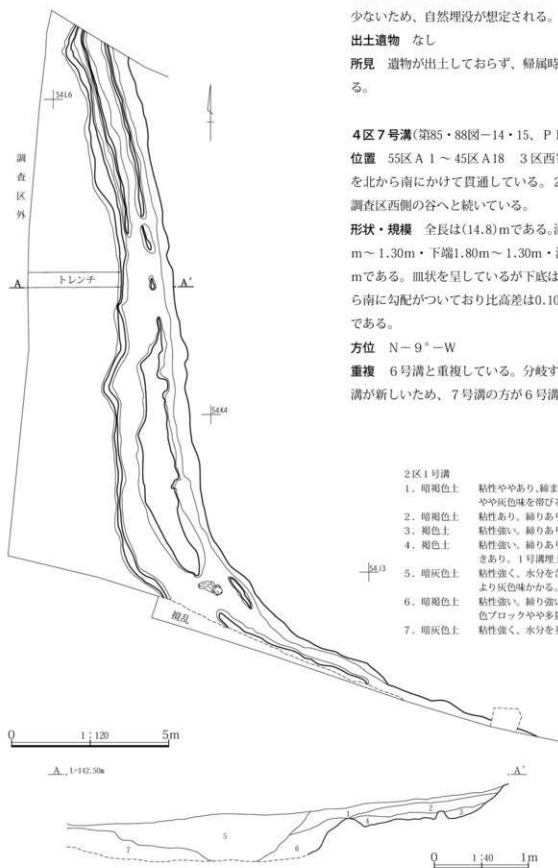 少ないため、自然埋没が想定される。
出土遺物　なし
所見　遺物が出土しておらず、帰属時
る。
4区7号溝(第85・88図－14・15、P
位置　55区A1～45区A18　3区西
を北から南にかけて貫通している。2
調査区西側の谷へと続いている。
形状・規模　全長は(14.8)mである。
m～1.30m・下端1.80m～1.30m・
mである。皿状を呈しているが下底は
ら南に勾配がついており比高差は0.10
である。
方位　N－9°－W
重複　6号溝と重複している。分岐す
溝が新しいため、7号溝の方が6号溝
54L6
調査区外
A トレンチ A'
54K4
54J3
撹乱
0 1:120 5m
2区1号溝
1．暗褐色土　粘性ややあり、締ま
やや灰色味を帯びる
2．暗褐色土　粘性あり。締りあり
3．褐色土　粘性強い。締りあり
4．褐色土　粘性強い。締りあり
きあり。1号溝埋土
5．暗灰色土　粘性強く、水分を含
より灰色味かかる。
6．暗褐色土　粘性強い。締り強い
色ブロックやや多
7．暗灰色土　粘性強く、水分を
A L=142.50m A'
1 2 3 4 5 6 7
0 1:40 1m